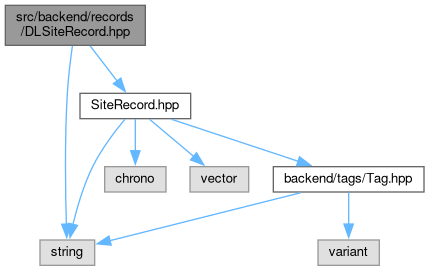 src/backend/records
/DLSiteRecord.hpp
SiteRecord.hpp
chrono
vector
backend/tags/Tag.hpp
string
variant